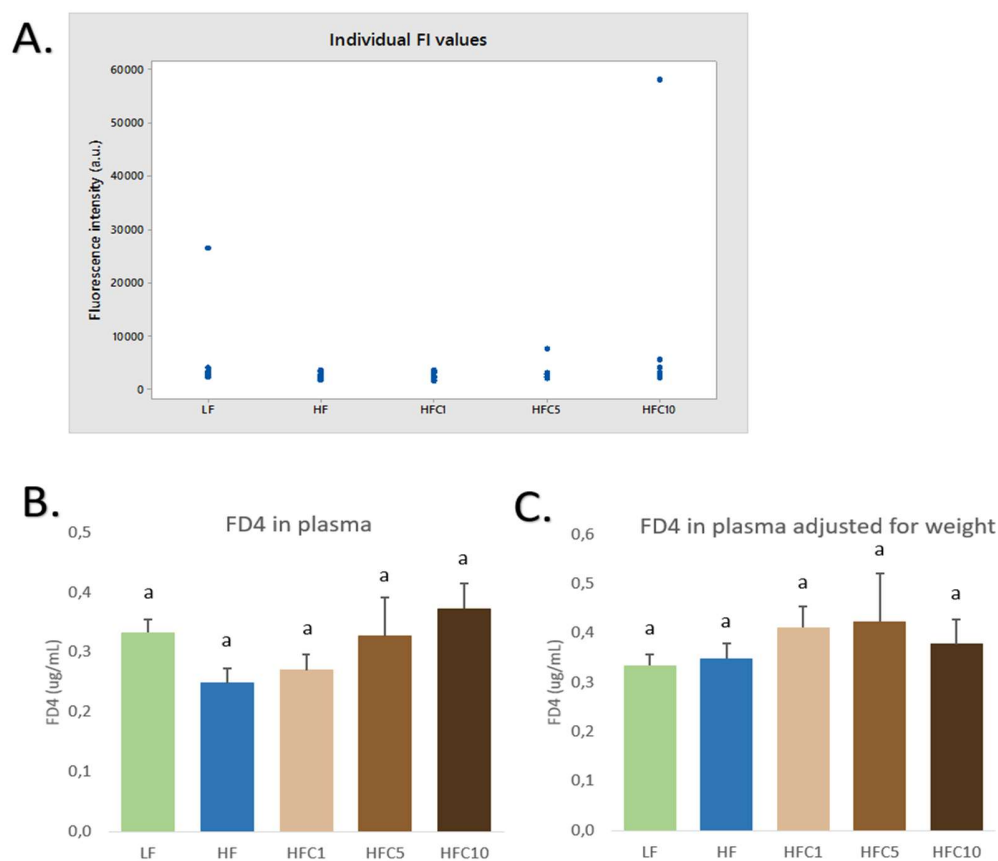 A.
Individual FI values
Fluorescence intensity (a.u.)
60000
50000
40000
30000
20000
10000
0
LF HF HFC1 HFC5 HFC10
B.
FD4 in plasma
FD4 (ug/mL)
0,5
0,4
0,3
0,2
0,1
0,0
a a a a a
LF HF HFC1 HFC5 HFC10
C.
FD4 in plasma adjusted for weight
FD4 (ug/mL)
0,6
0,5
0,4
0,3
0,2
0,1
0,0
a a a a a
LF HF HFC1 HFC5 HFC10